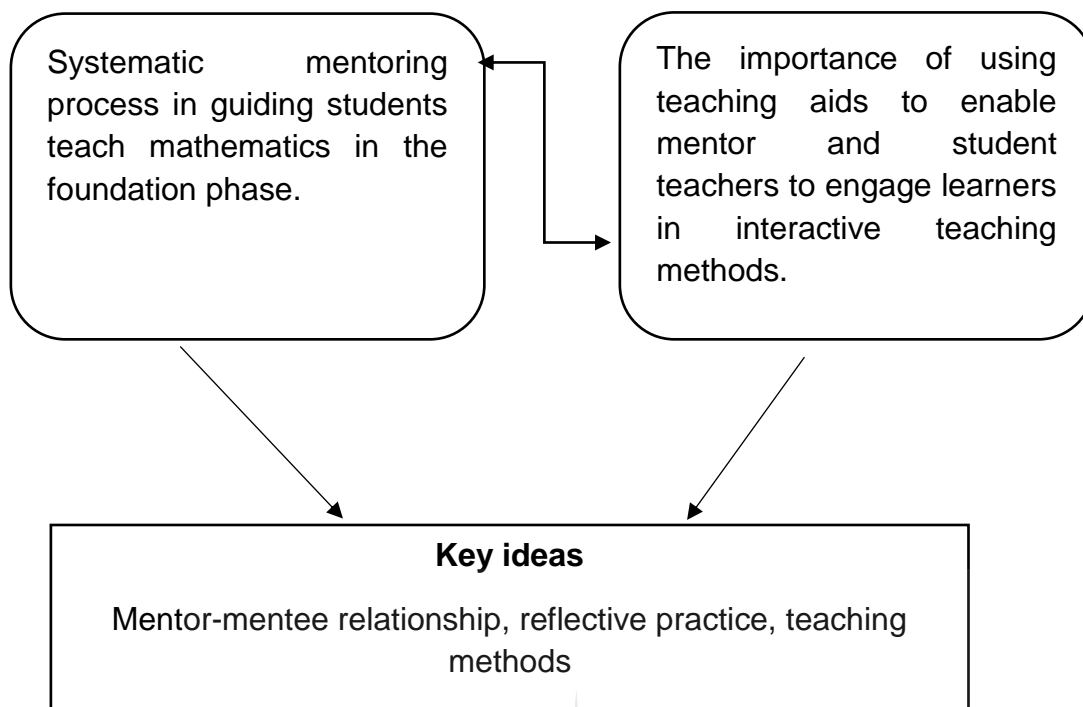 Systematic mentoring
process in guiding students
teach mathematics in the
foundation phase.
The importance of using
teaching aids to enable
mentor and student
teachers to engage learners
in interactive teaching
methods.
Key ideas
Mentor-mentee relationship, reflective practice, teaching
methods